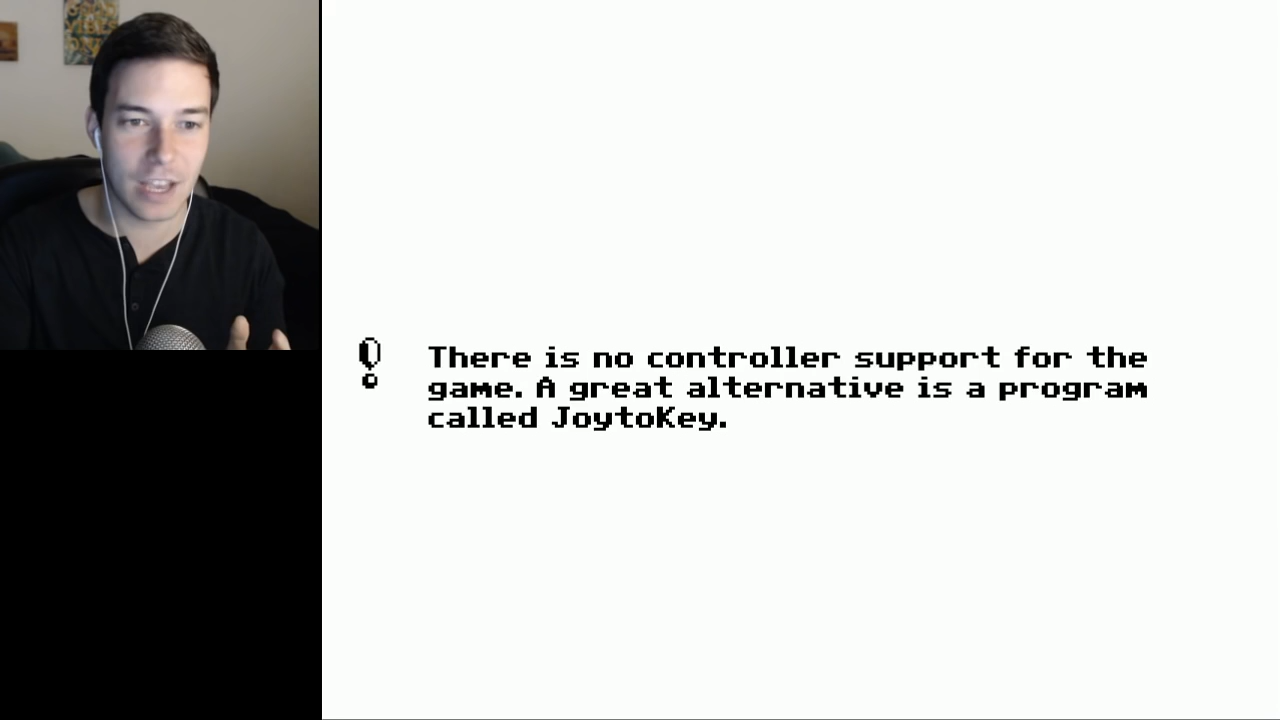 There is no controller support for the
game. A great alternative is a program
called JoytoKey.